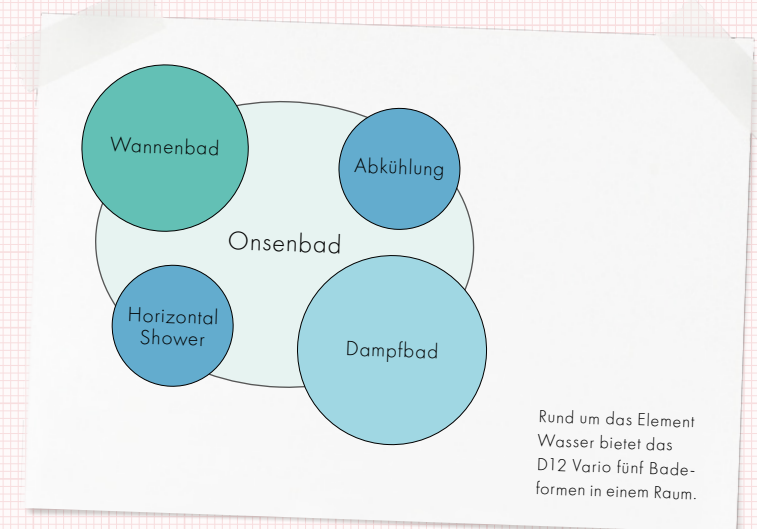 Wannenbad
Abkühlung
Onsenbad
Horizontal
Shower
Dampfbad
Rund um das Element
Wasser bietet das
D12 Vario fünf Bade-
formen in einem Raum.